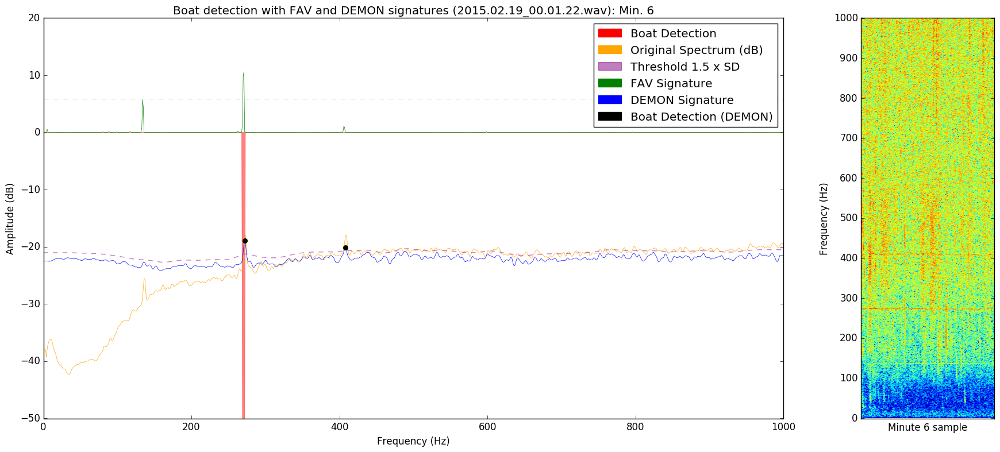 Boat detection with FAV and DEMON signatures (2015.02.19_00.01.22.wav): Min. 6
Boat Detection
Original Spectrum (dB)
Threshold 1.5 x SD
FAV Signature
DEMON Signature
Boat Detection (DEMON)
20
10
0
−10
−20
−30
−40
−50
Amplitude (dB)
0
200
400
600
800
1000
Frequency (Hz)
1000
900
800
700
600
500
400
300
200
100
0
Frequency (Hz)
Minute 6 sample